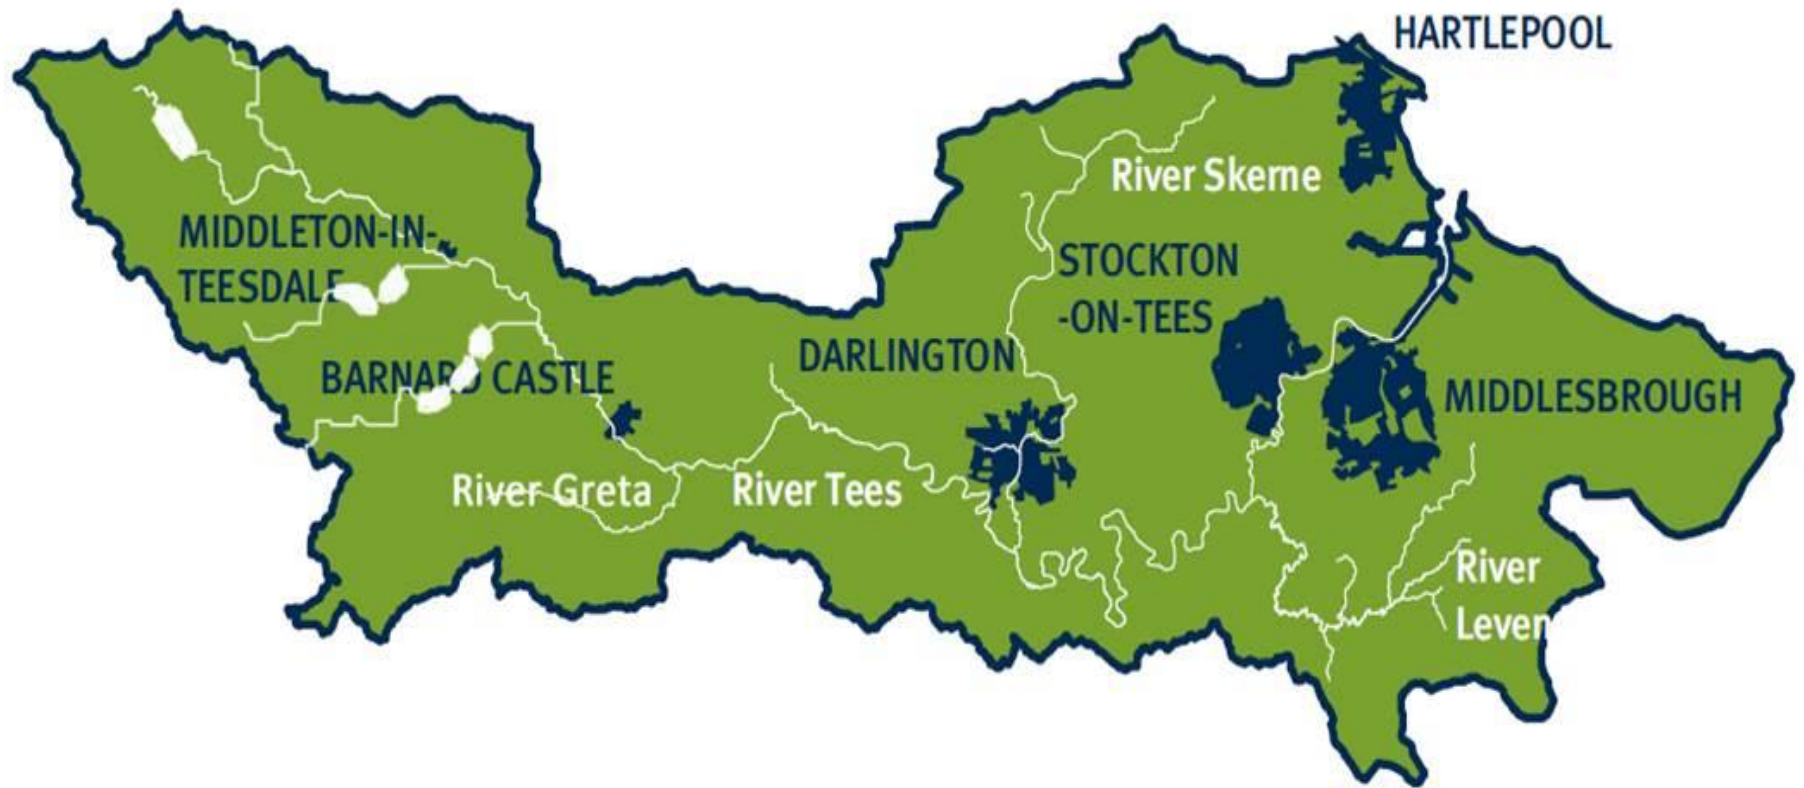 HARTLEPOOL
River Skerne
MIDDLETON-IN-
TEESDALE
STOCKTON
-ON-TEES
DARLINGTON
BARNARD CASTLE
MIDDLESBROUGH
River Greta
River Tees
River
Leven